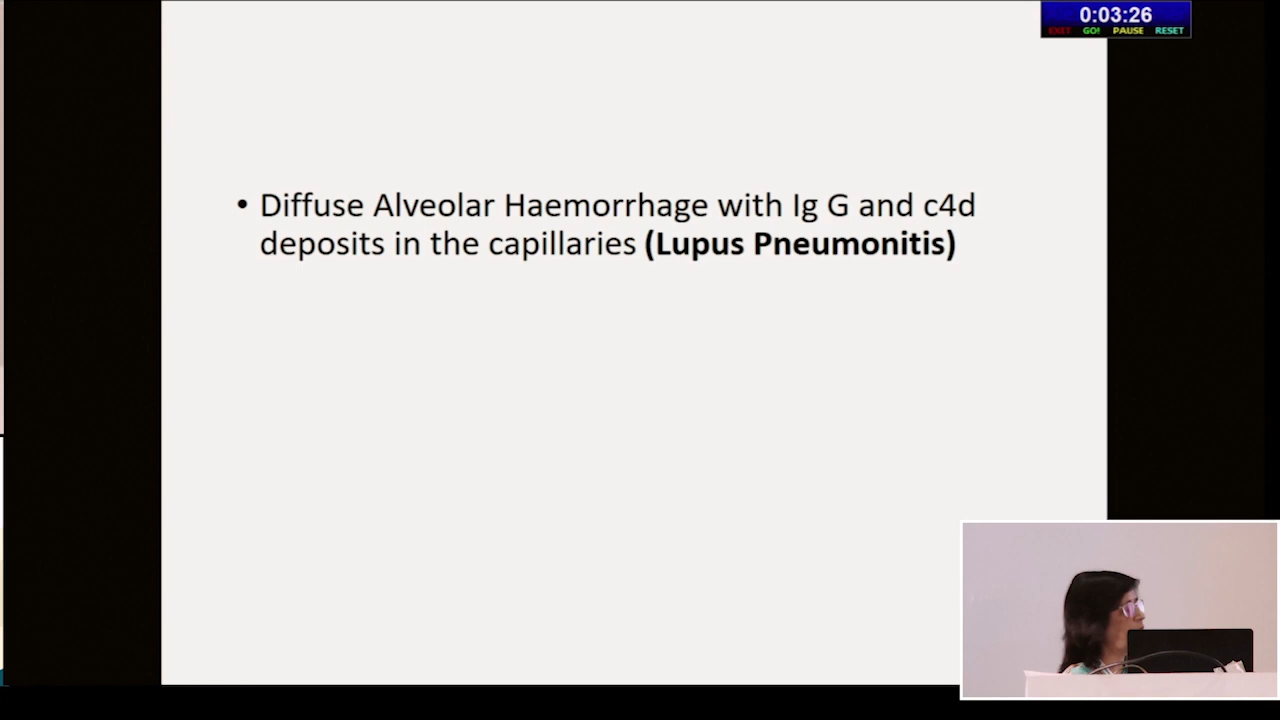 0:03:26
EXIT GO! PAUSE RESET
• Diffuse Alveolar Haemorrhage with Ig G and c4d
deposits in the capillaries (Lupus Pneumonitis)